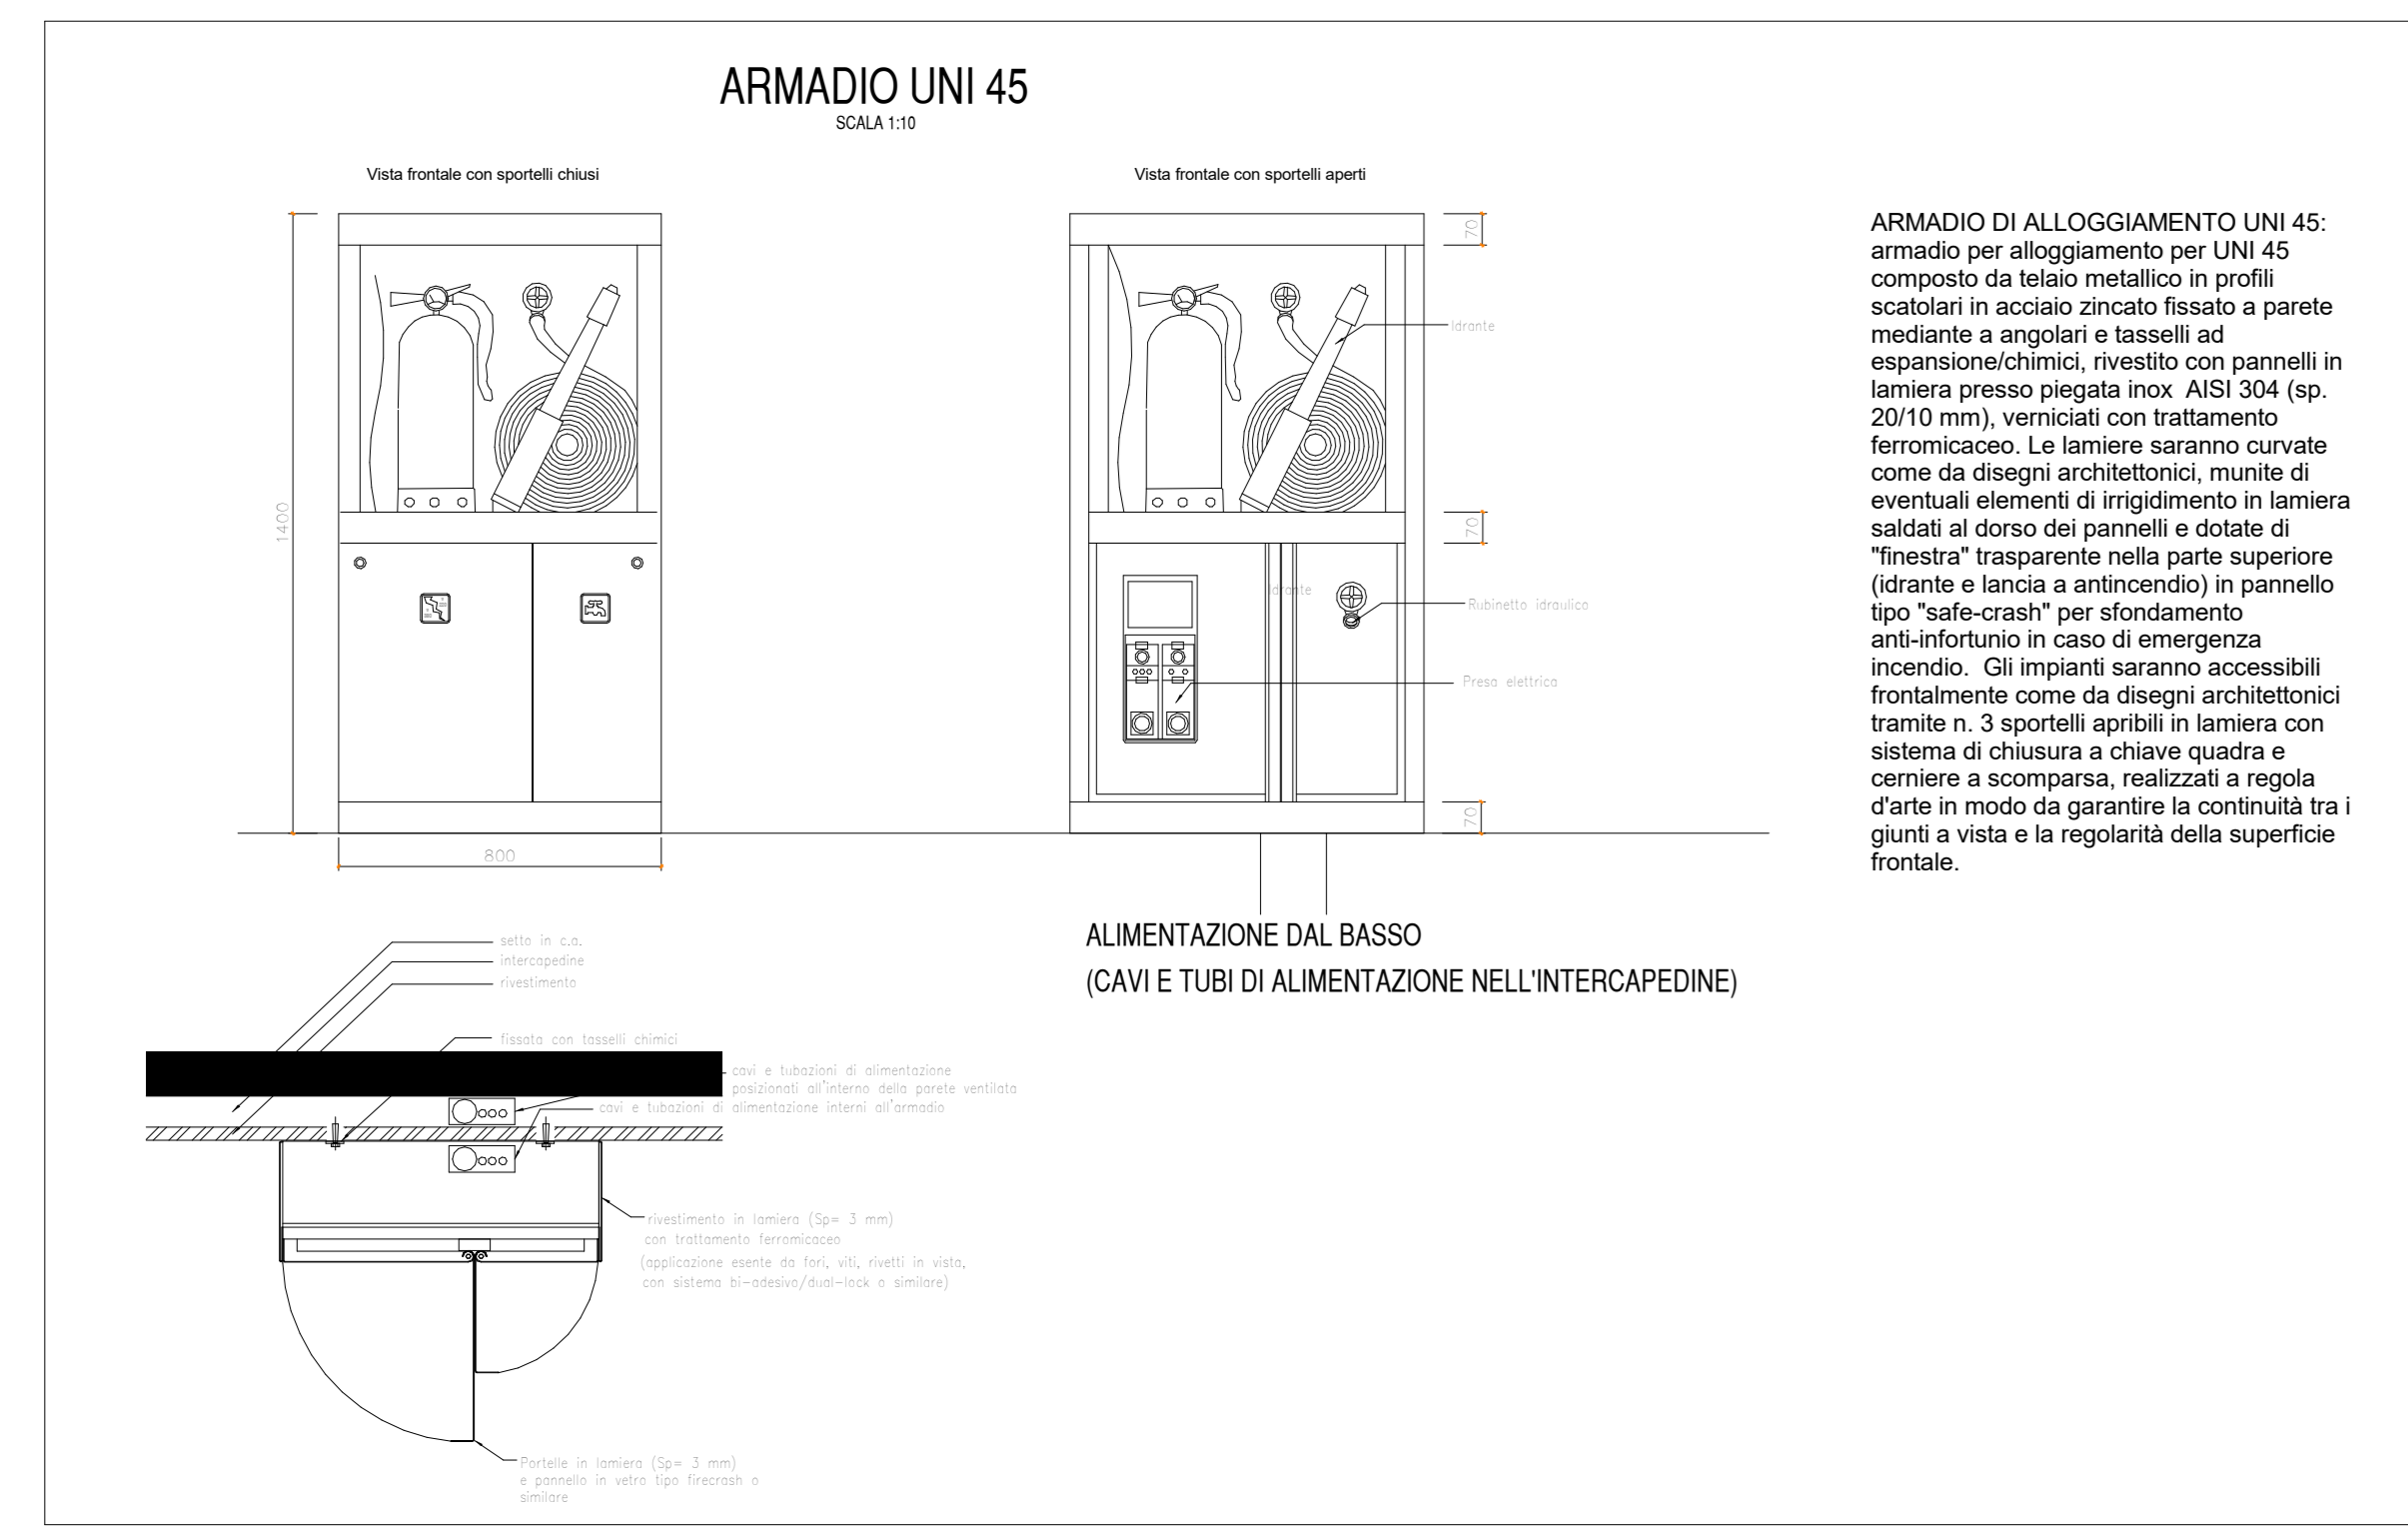 ARMADIO UNI 45
SCALA 1:10
Vista frontale con sportelli chiusi
Vista frontale con sportelli aperti
1400
800
70
70
70
Idrante
Idrante
Rubinetto idraulico
Presa elettrica
ARMADIO DI ALLOGGIAMENTO UNI 45:
armadio per alloggiamento per UNI 45
composto da telaio metallico in profili
scatolari in acciaio zincato fissato a parete
mediante a angolari e tasselli ad
espansione/chimici, rivestito con pannelli in
lamiera presso piegata inox  AISI 304 (sp.
20/10 mm), verniciati con trattamento
ferromicaceo. Le lamiere saranno curvate
come da disegni architettonici, munite di
eventuali elementi di irrigidimento in lamiera
saldati al dorso dei pannelli e dotate di
"finestra" trasparente nella parte superiore
(idrante e lancia a antincendio) in pannello
tipo "safe-crash" per sfondamento
anti-infortunio in caso di emergenza
incendio.  Gli impianti saranno accessibili
frontalmente come da disegni architettonici
tramite n. 3 sportelli apribili in lamiera con
sistema di chiusura a chiave quadra e
cerniere a scomparsa, realizzati a regola
d'arte in modo da garantire la continuità tra i
giunti a vista e la regolarità della superficie
frontale.
ALIMENTAZIONE DAL BASSO
(CAVI E TUBI DI ALIMENTAZIONE NELL'INTERCAPEDINE)
setto in c.a.
intercapedine
rivestimento
fissata con tasselli chimici
cavi e tubazioni di alimentazione
posizionati all'interno della parete ventilata
cavi e tubazioni di alimentazione interni all'armadio
rivestimento in lamiera (Sp= 3 mm)
con trattamento ferromicaceo
(applicazione esente da fori, viti, rivetti in vista,
con sistema bi-adesivo/dual-lock o similare)
Portelle in lamiera (Sp= 3 mm)
e pannello in vetro tipo firecrash o
similare